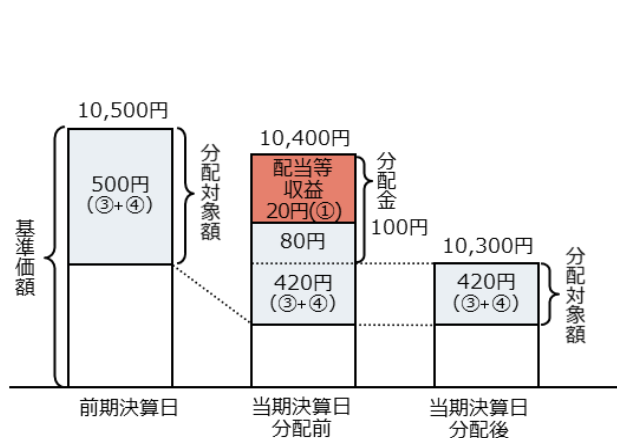 10,500円
500円
(③+④)
分配対象額
基準価額
前期決算日
10,400円
配当等
収益
20円(①)
80円
420円
(③+④)
分配金
100円
当期決算日
分配前
10,300円
420円
(③+④)
分配対象額
当期決算日
分配後